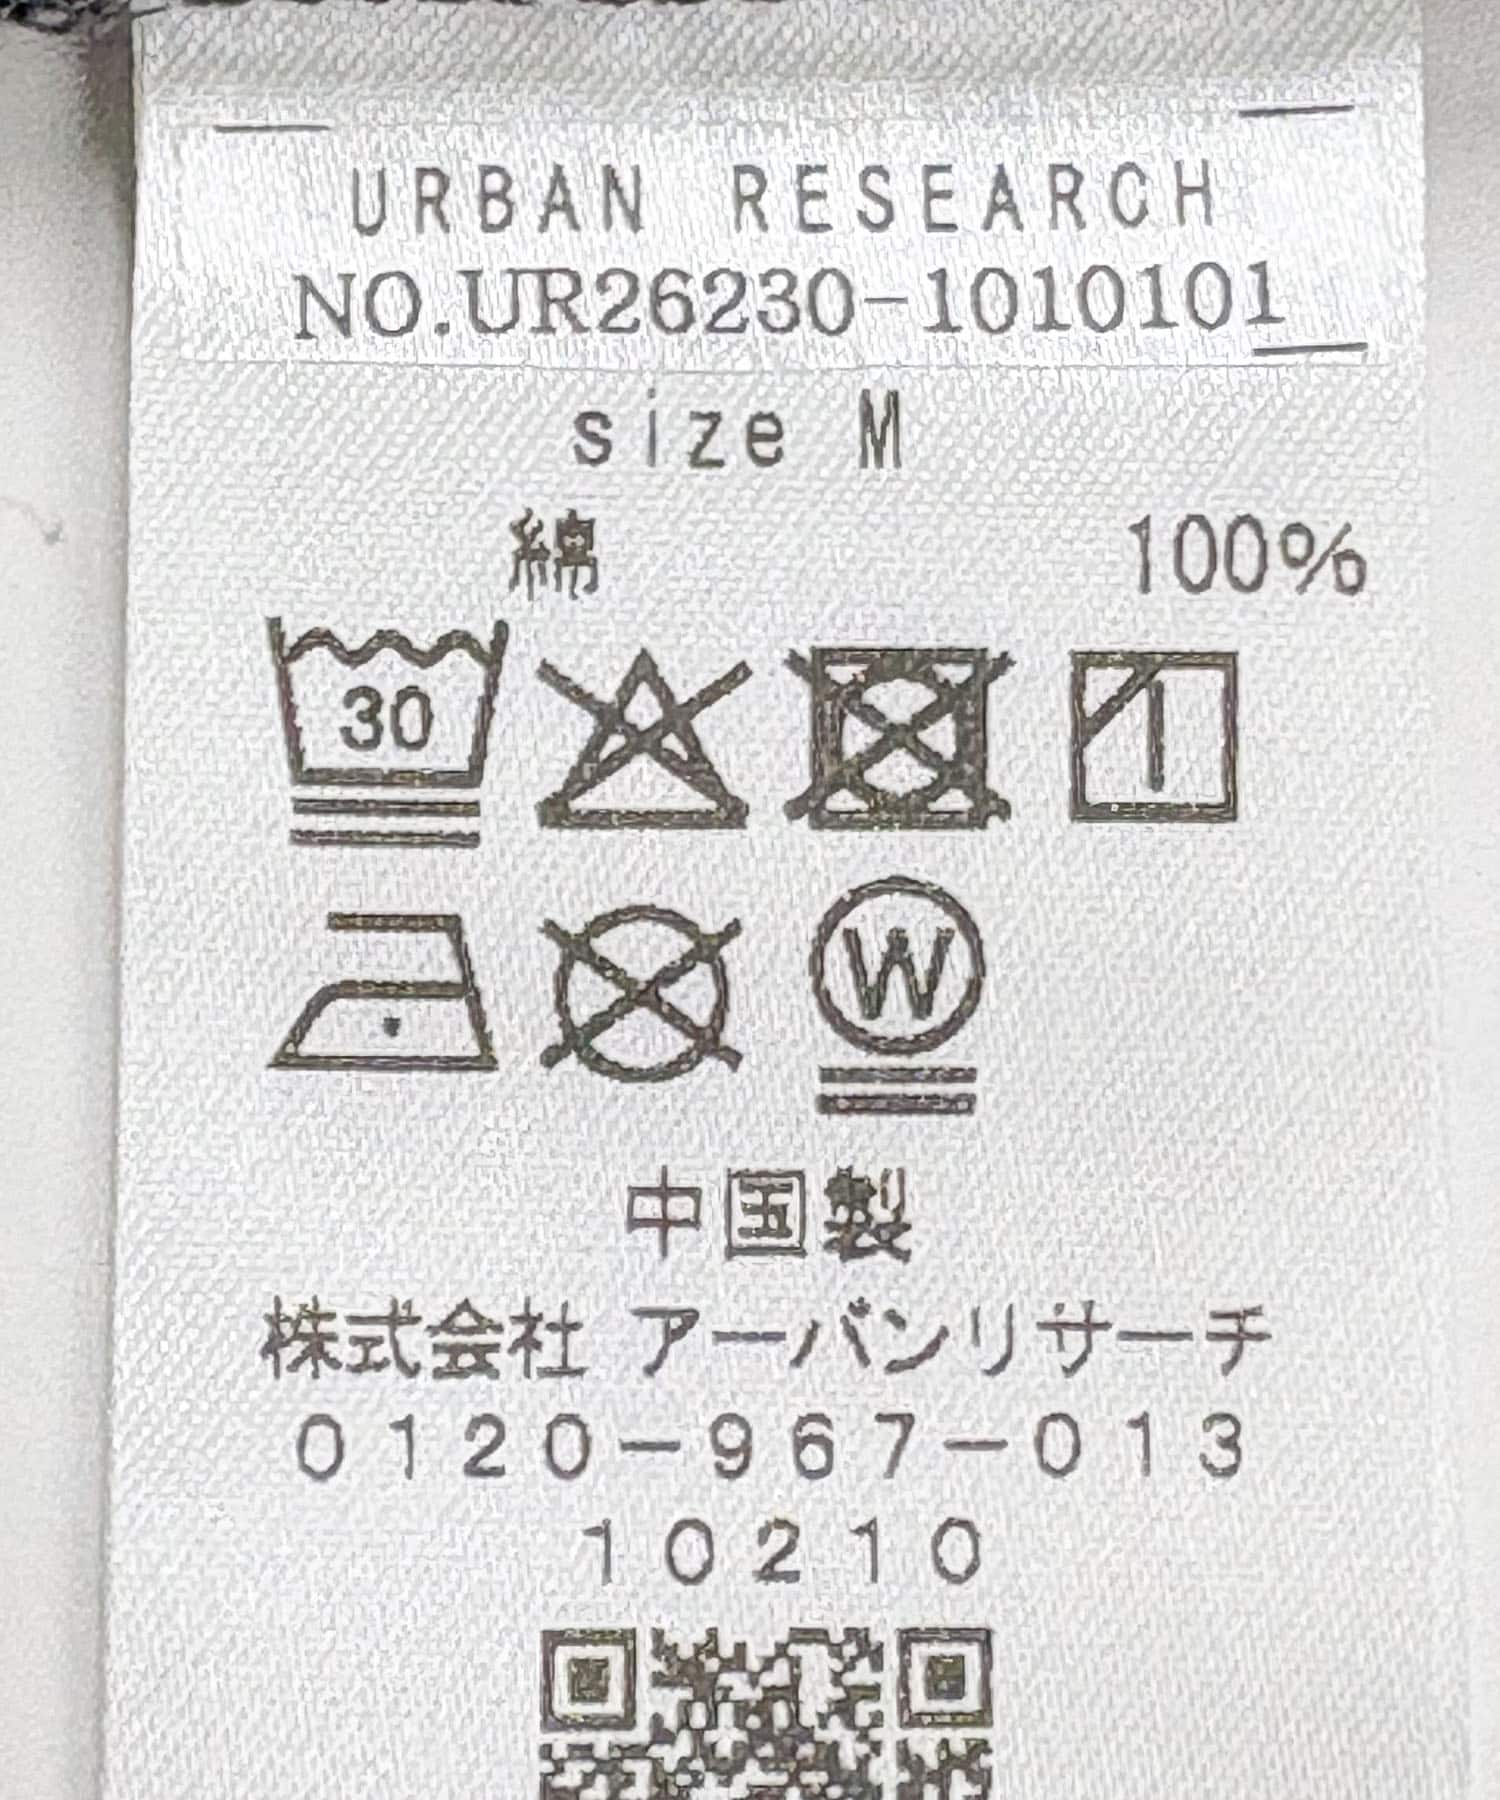 URBAN RESEARCH
NO.UR26230-1010101
size M
綿 100%
30
W
中国製
株式会社 アーバンリサーチ
0120-967-013
10210